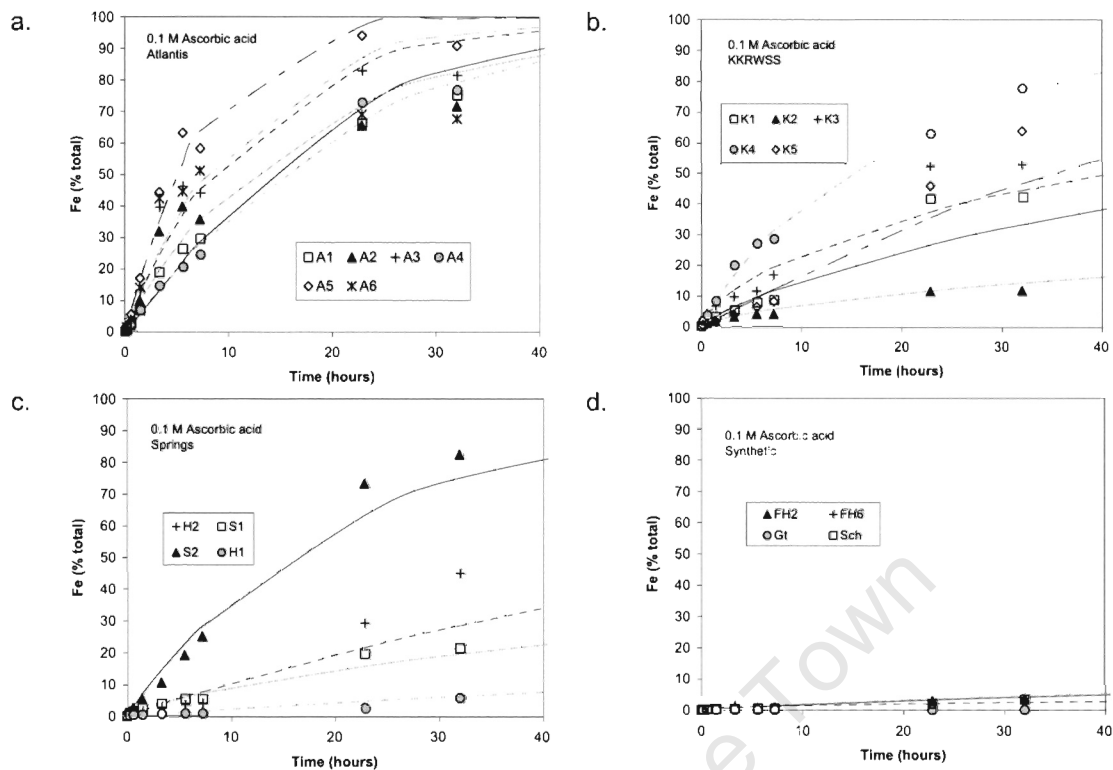 a.
0.1 M Ascorbic acid
Atlantis
Fe (% total)
100
90
80
70
60
50
40
30
20
10
0
A1 A2 A3 A4
A5 A6
0 10 20 30 40
Time (hours)
b.
0.1 M Ascorbic acid
KKRWSS
Fe (% total)
100
90
80
70
60
50
40
30
20
10
0
K1 K2 K3
K4 K5
0 10 20 30 40
Time (hours)
c.
0.1 M Ascorbic acid
Springs
Fe (% total)
100
90
80
70
60
50
40
30
20
10
0
H2 S1
S2 H1
0 10 20 30 40
Time (hours)
d.
0.1 M Ascorbic acid
Synthetic
Fe (% total)
100
90
80
70
60
50
40
30
20
10
0
FH2 FH6
Gt Sch
0 10 20 30 40
Time (hours)
Town